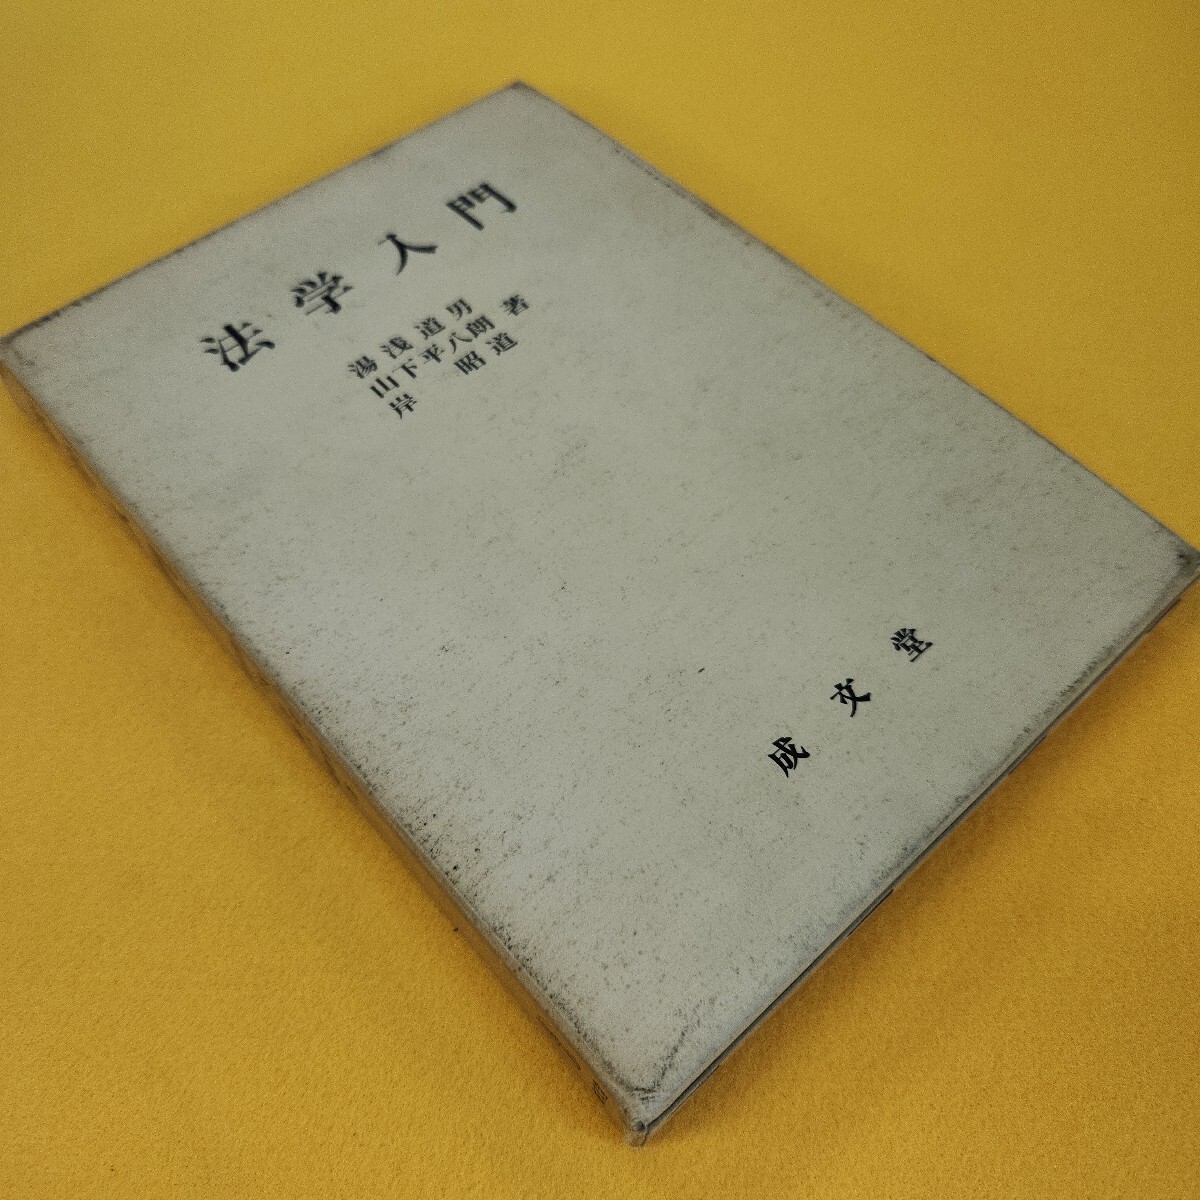 法学入門
湯浅道男
山下平八朗 著
岸 昭道
成文堂